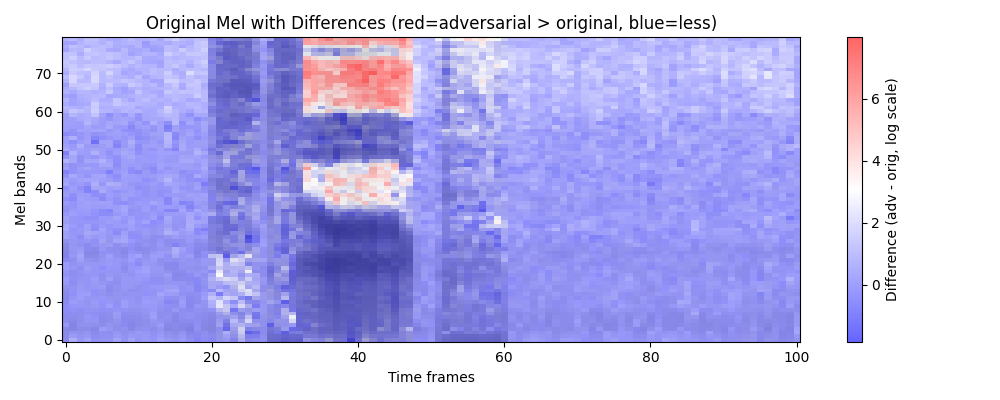 Original Mel with Differences (red=adversarial > original, blue=less)
Mel bands
70
60
50
40
30
20
10
0
0 20 40 60 80 100
Time frames
6
4
2
0
Difference (adv - orig, log scale)